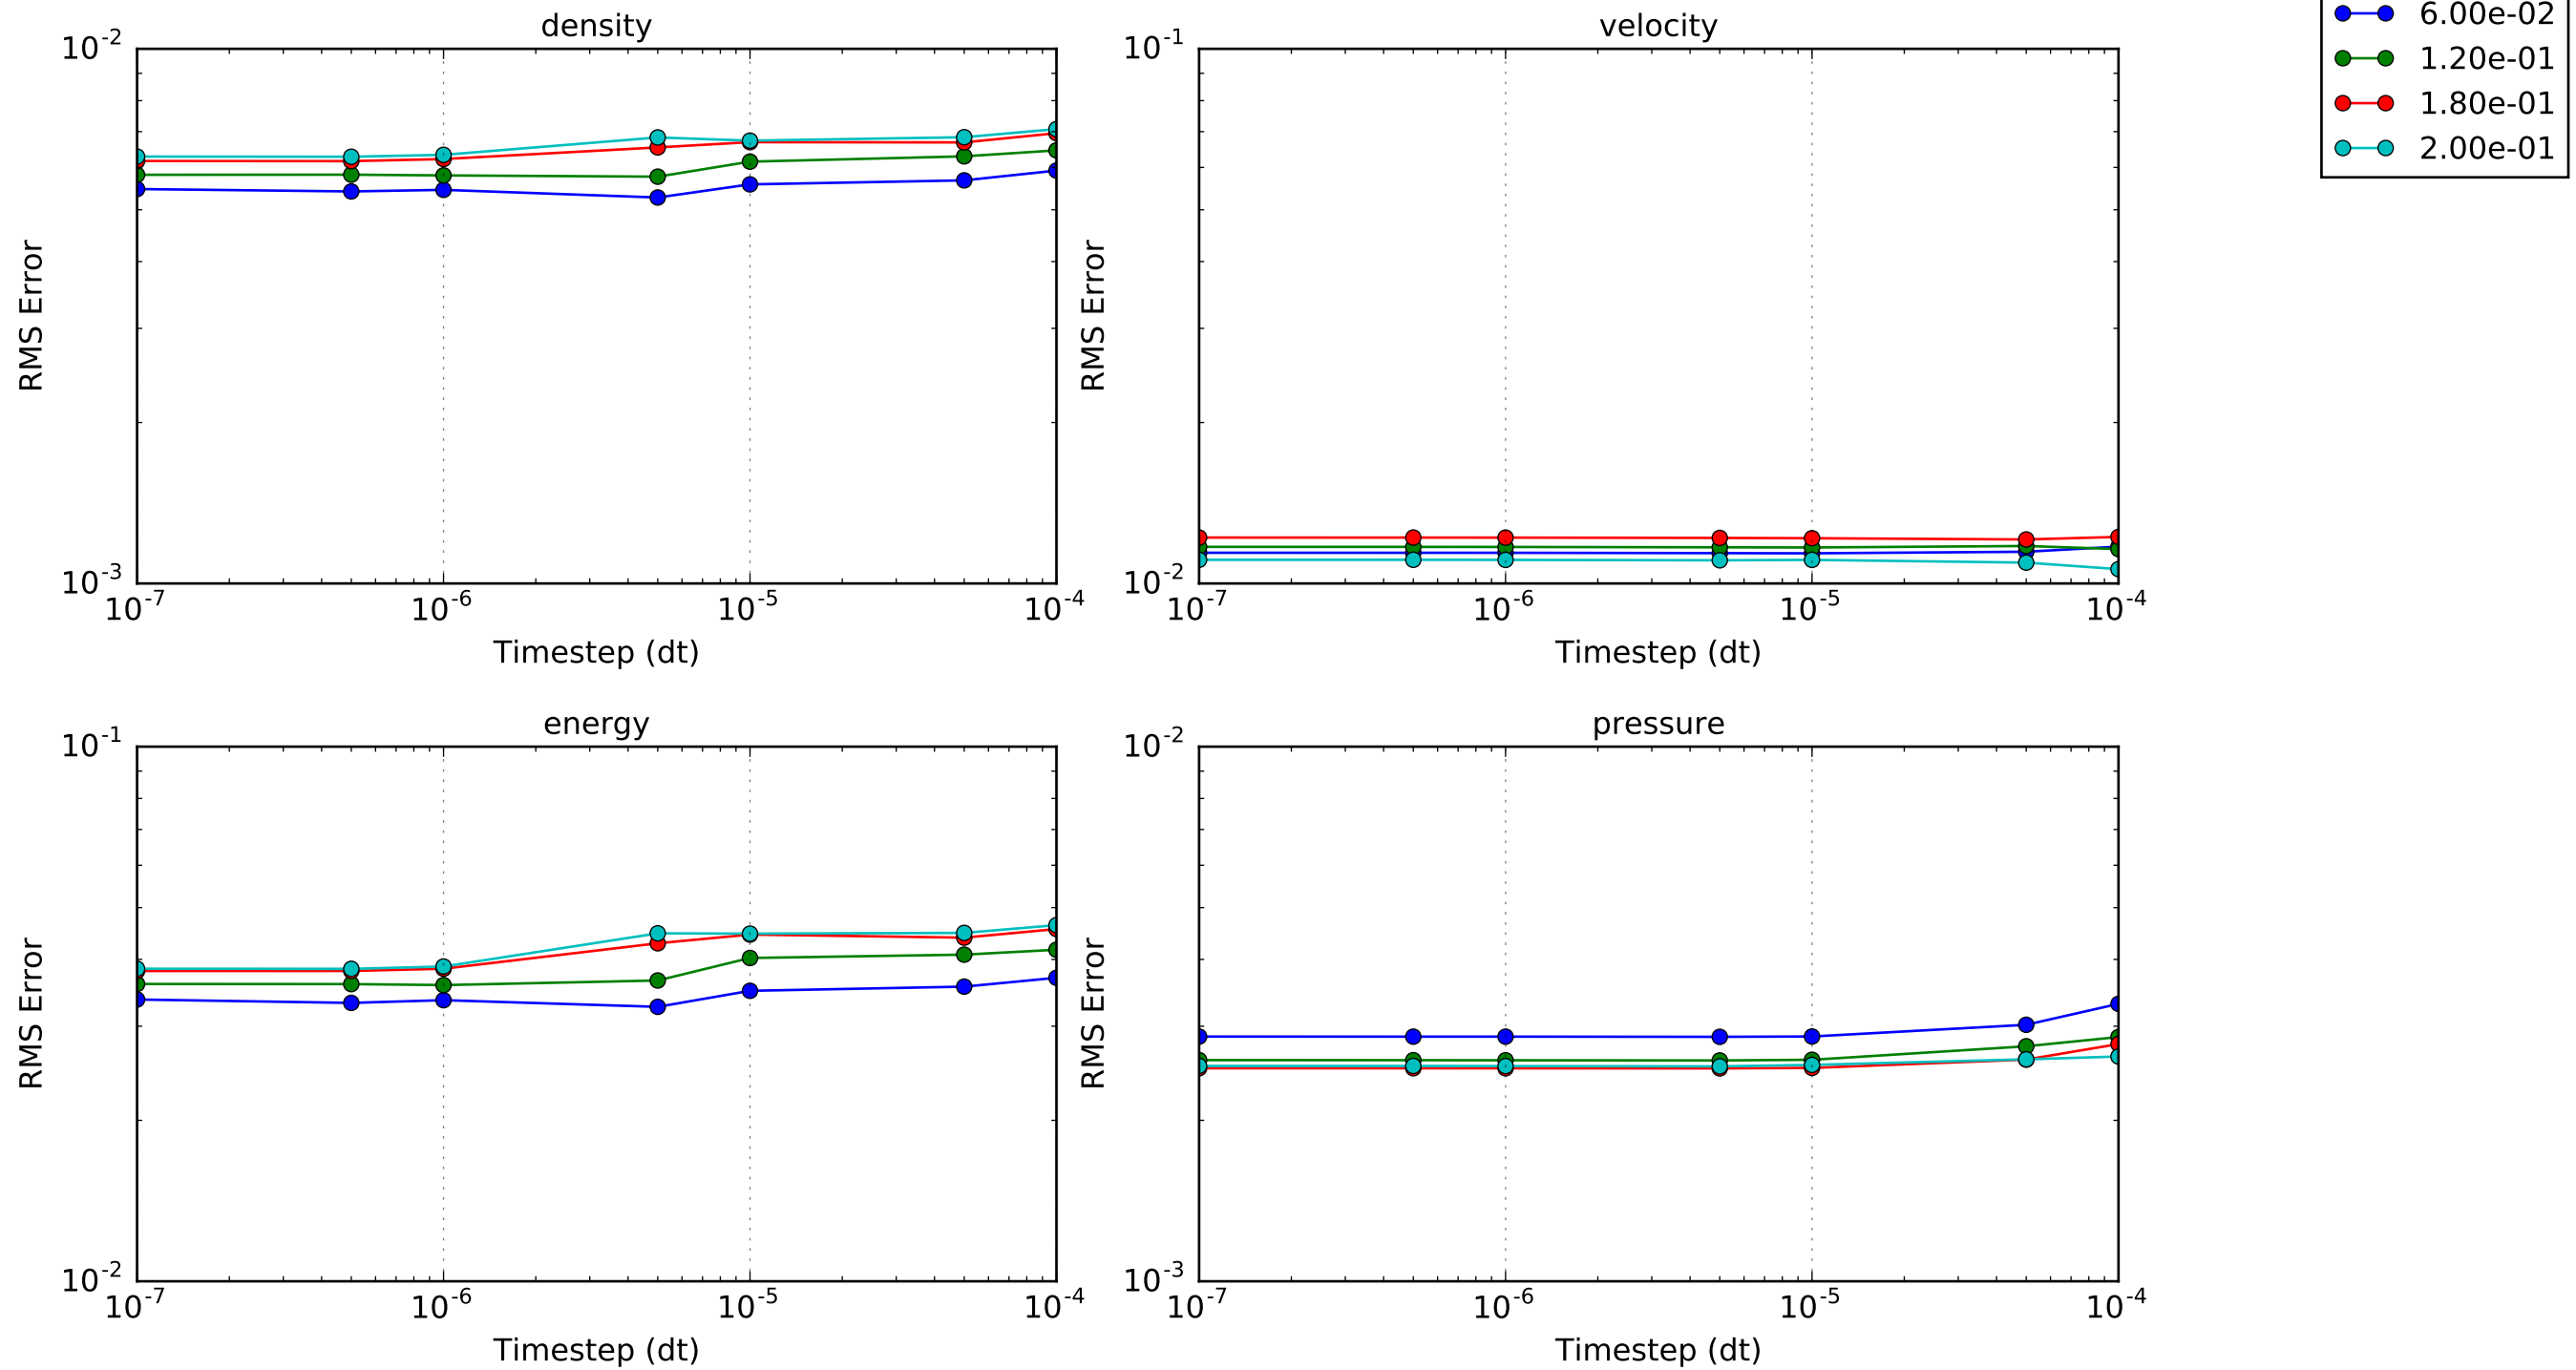 density
10^-2
10^-3
RMS Error
10^-7 10^-6 10^-5 10^-4
Timestep (dt)
velocity
10^-1
10^-2
RMS Error
10^-7 10^-6 10^-5 10^-4
Timestep (dt)
6.00e-02
1.20e-01
1.80e-01
2.00e-01
energy
10^-1
10^-2
RMS Error
10^-7 10^-6 10^-5 10^-4
Timestep (dt)
pressure
10^-2
10^-3
RMS Error
10^-7 10^-6 10^-5 10^-4
Timestep (dt)